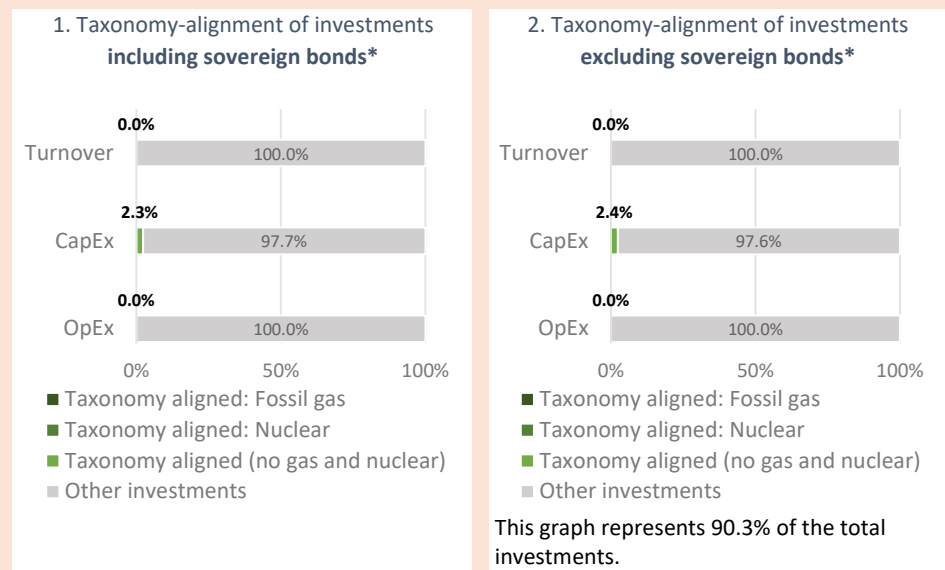 1. Taxonomy-alignment of investments
including sovereign bonds*
0.0%
Turnover
100.0%
2.3%
CapEx
97.7%
0.0%
OpEx
100.0%
0%
50%
100%
Taxonomy aligned: Fossil gas
Taxonomy aligned: Nuclear
Taxonomy aligned (no gas and nuclear)
Other investments
2. Taxonomy-alignment of investments
excluding sovereign bonds*
0.0%
Turnover
100.0%
2.4%
CapEx
97.6%
0.0%
OpEx
100.0%
0%
50%
100%
Taxonomy aligned: Fossil gas
Taxonomy aligned: Nuclear
Taxonomy aligned (no gas and nuclear)
Other investments
This graph represents 90.3% of the total
investments.